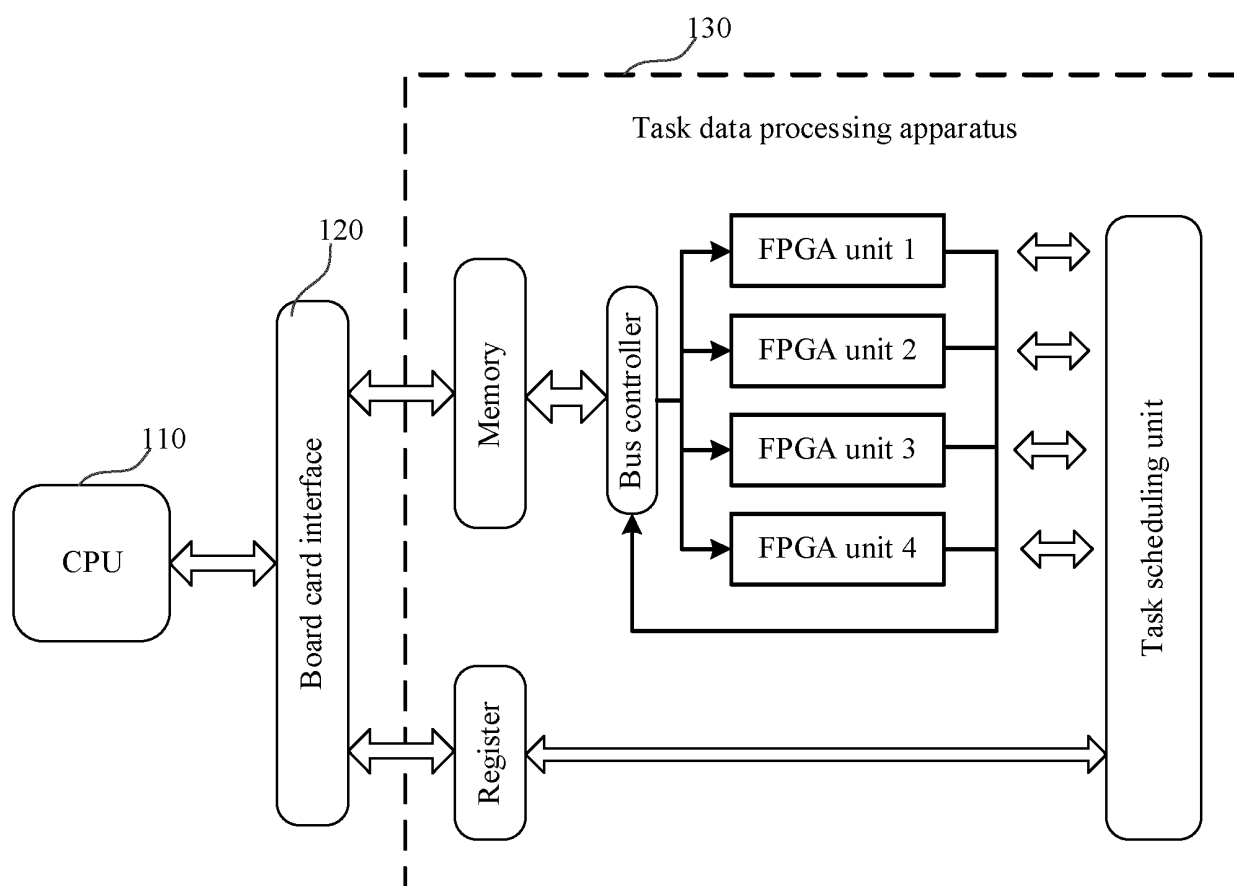 130
Task data processing apparatus
120
FPGA unit 1
FPGA unit 2
FPGA unit 3
FPGA unit 4
Memory
Bus controller
110
CPU
Board card interface
Task scheduling unit
Register